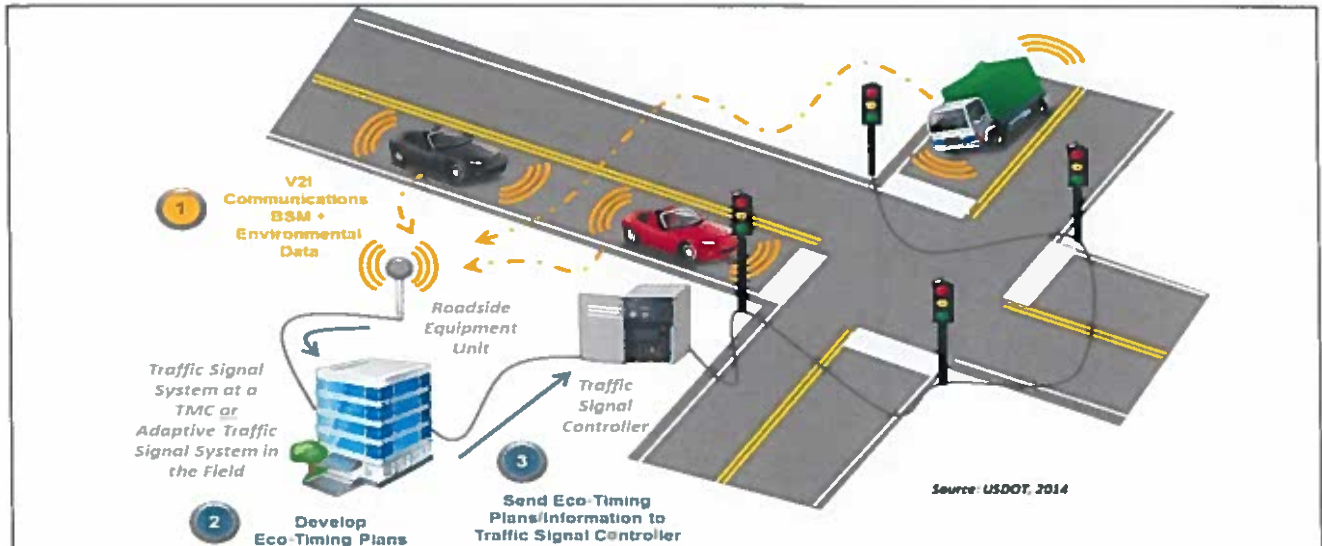 1
V2I
Communications
BSM +
Environmental
Data
Roadside
Equipment
Unit
Traffic Signal
System at a
TMC or
Adaptive Traffic
Signal System in
the Field
Traffic
Signal
Controller
2
Develop
Eco-Timing Plans
3
Send Eco-Timing
Plans/Information to
Traffic Signal Controller
Source: USDOT, 2014